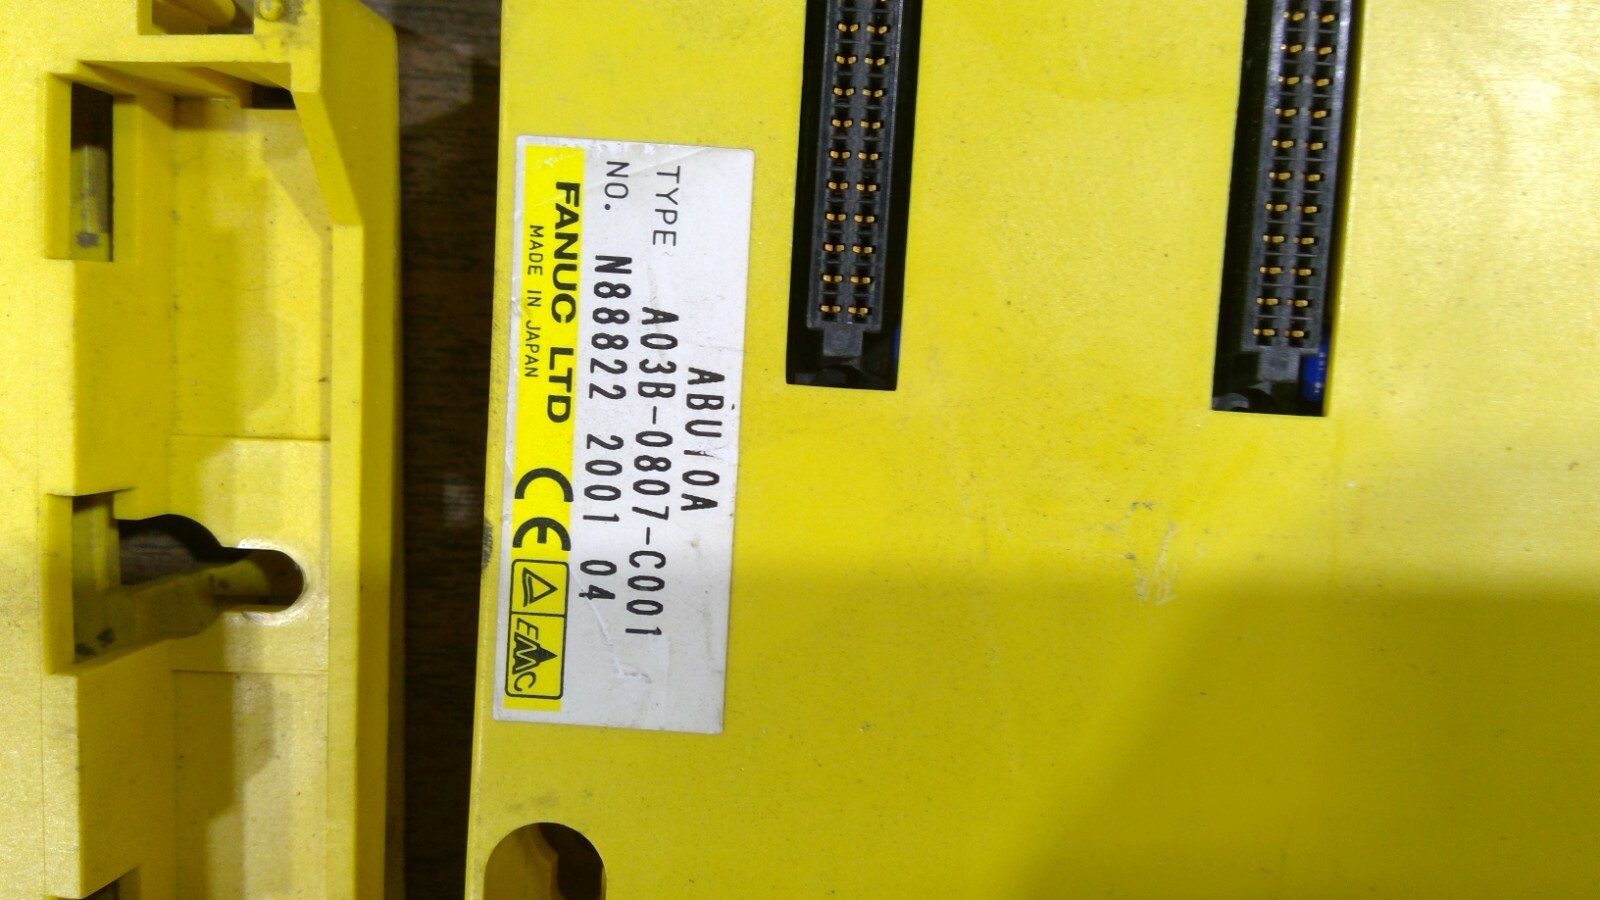 ABU10A
TYPE A03B-0807-C001
NO. N88822 2001 04
FANUC LTD CE EMC
MADE IN JAPAN